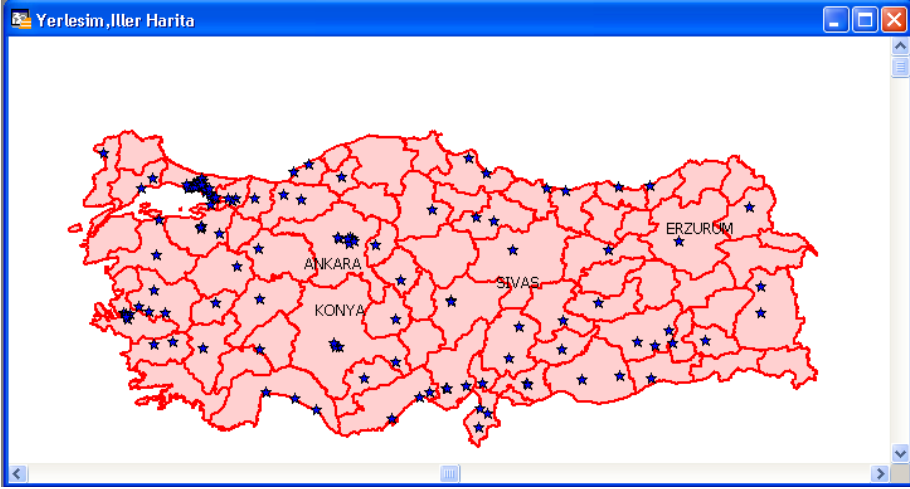 Yerlesim,Iller Harita
ERZURUM
ANKARA
SIVAS
KONYA